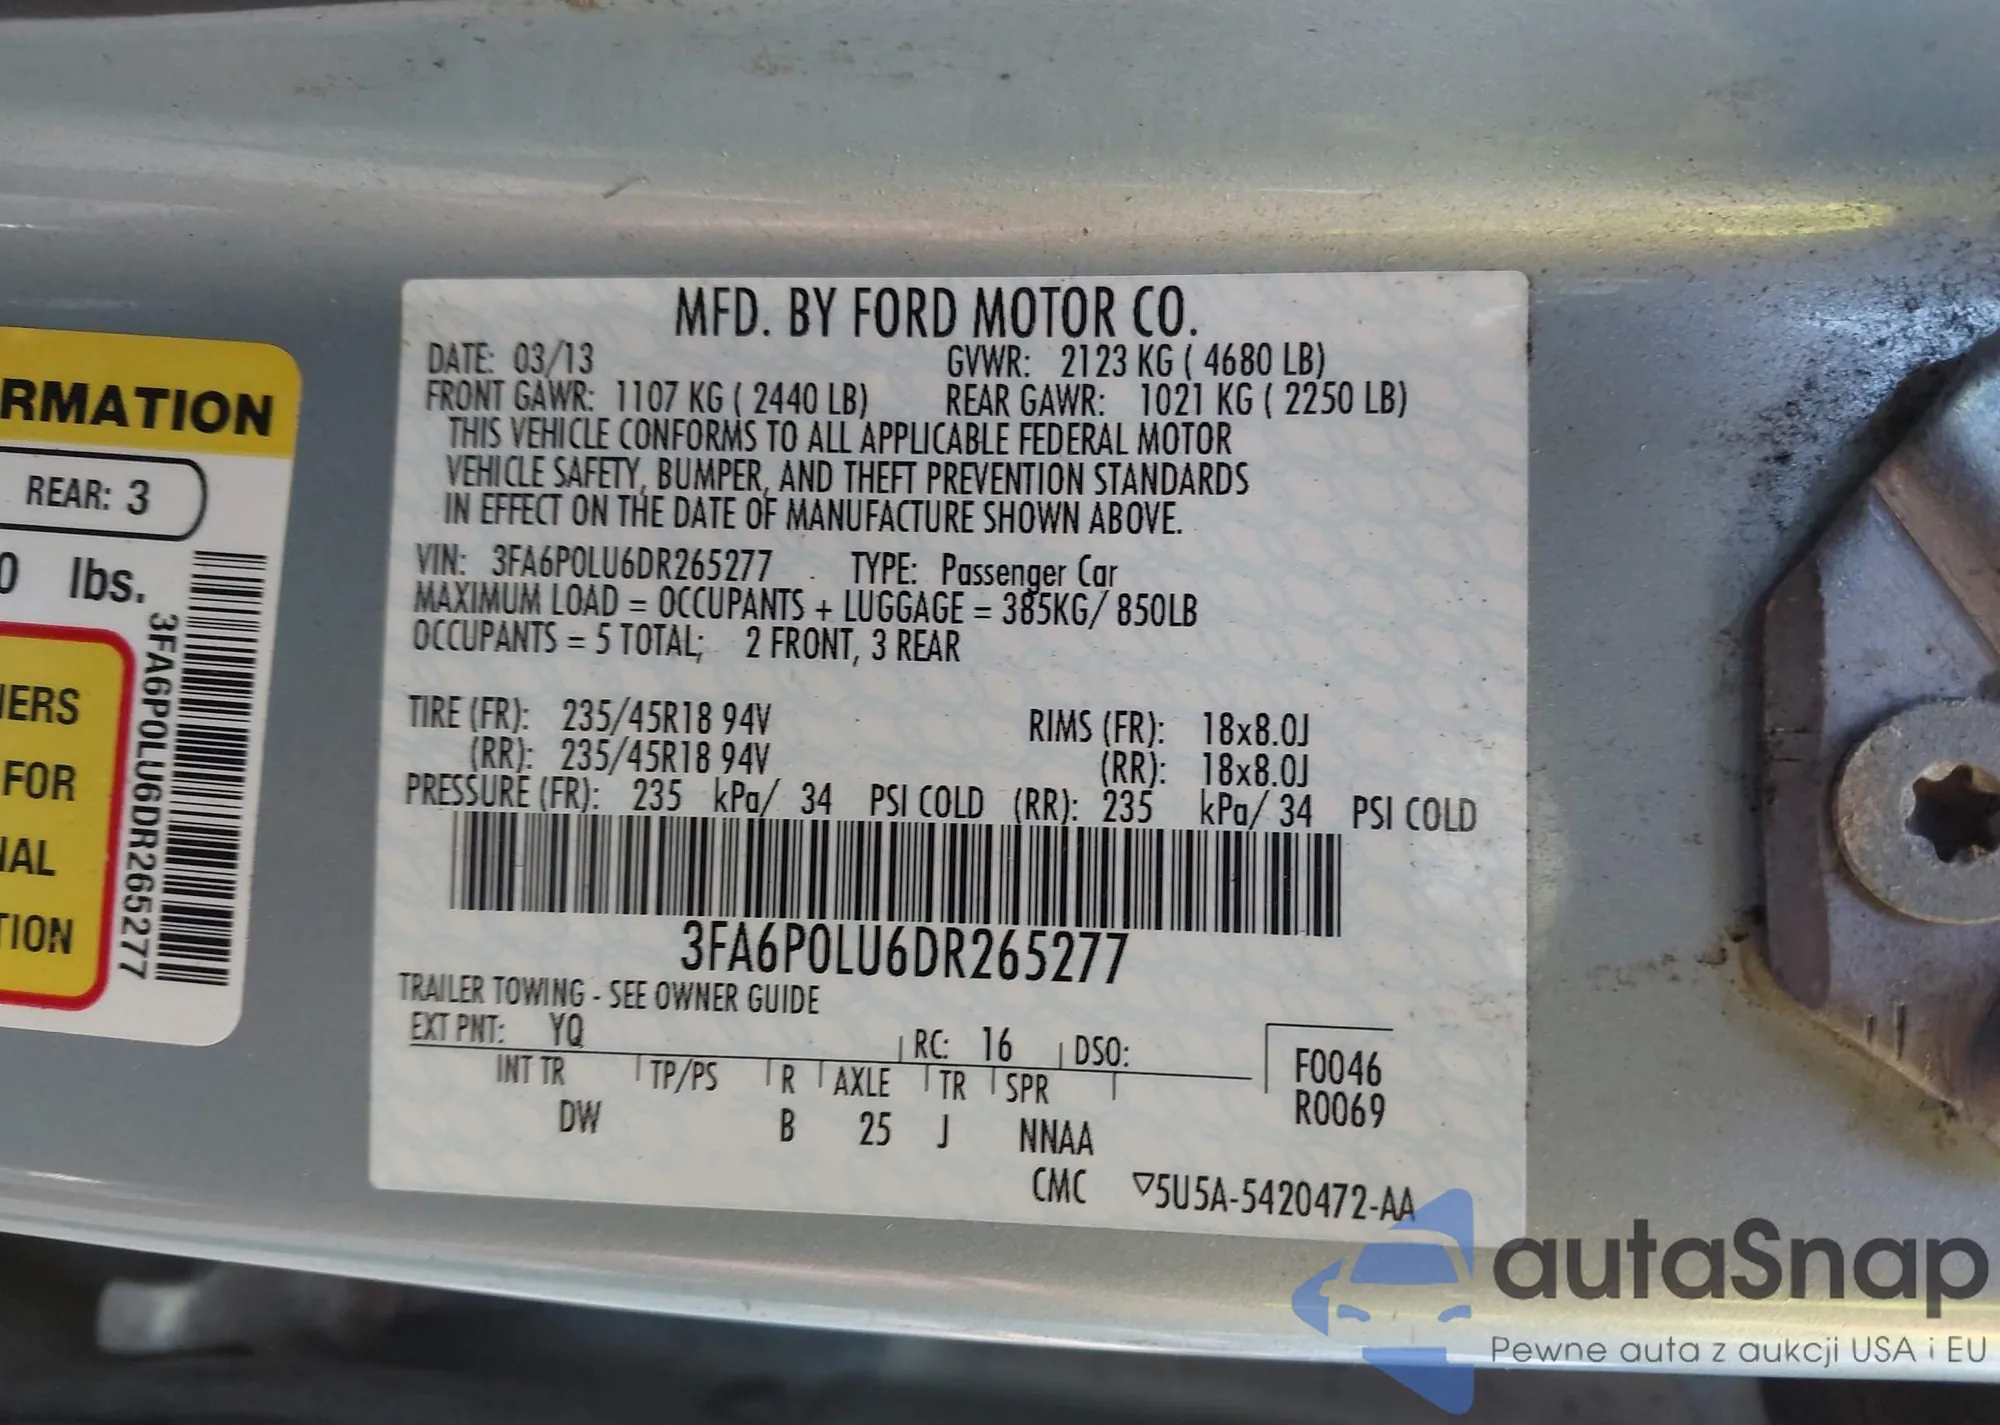 RMATION
REAR: 3
0 lbs.
3FA6P0LU6DR265277
FOR
MFD. BY FORD MOTOR CO.
DATE: 03/13 GVWR: 2123 KG ( 4680 LB)
FRONT GAWR: 1107 KG ( 2440 LB) REAR GAWR: 1021 KG ( 2250 LB)
THIS VEHICLE CONFORMS TO ALL APPLICABLE FEDERAL MOTOR
VEHICLE SAFETY, BUMPER, AND THEFT PREVENTION STANDARDS
IN EFFECT ON THE DATE OF MANUFACTURE SHOWN ABOVE.
VIN: 3FA6P0LU6DR265277 TYPE: Passenger Car
MAXIMUM LOAD = OCCUPANTS + LUGGAGE = 385KG/ 850LB
OCCUPANTS = 5 TOTAL; 2 FRONT, 3 REAR
TIRE (FR): 235/45R18 94V RIMS (FR): 18x8.0J
(RR): 235/45R18 94V (RR): 18x8.0J
PRESSURE (FR): 235 kPa/ 34 PSI COLD (RR): 235 kPa/ 34 PSI COLD
3FA6P0LU6DR265277
TRAILER TOWING - SEE OWNER GUIDE
EXT PNT: YQ RC: 16 DSO:
INT TR TP/PS R AXLE TR SPR
DW B 25 J NNAA
F0046
R0069
CMC ▽5U5A-5420472-AA
autaSnap
Pewne auta z aukcji USA i EU